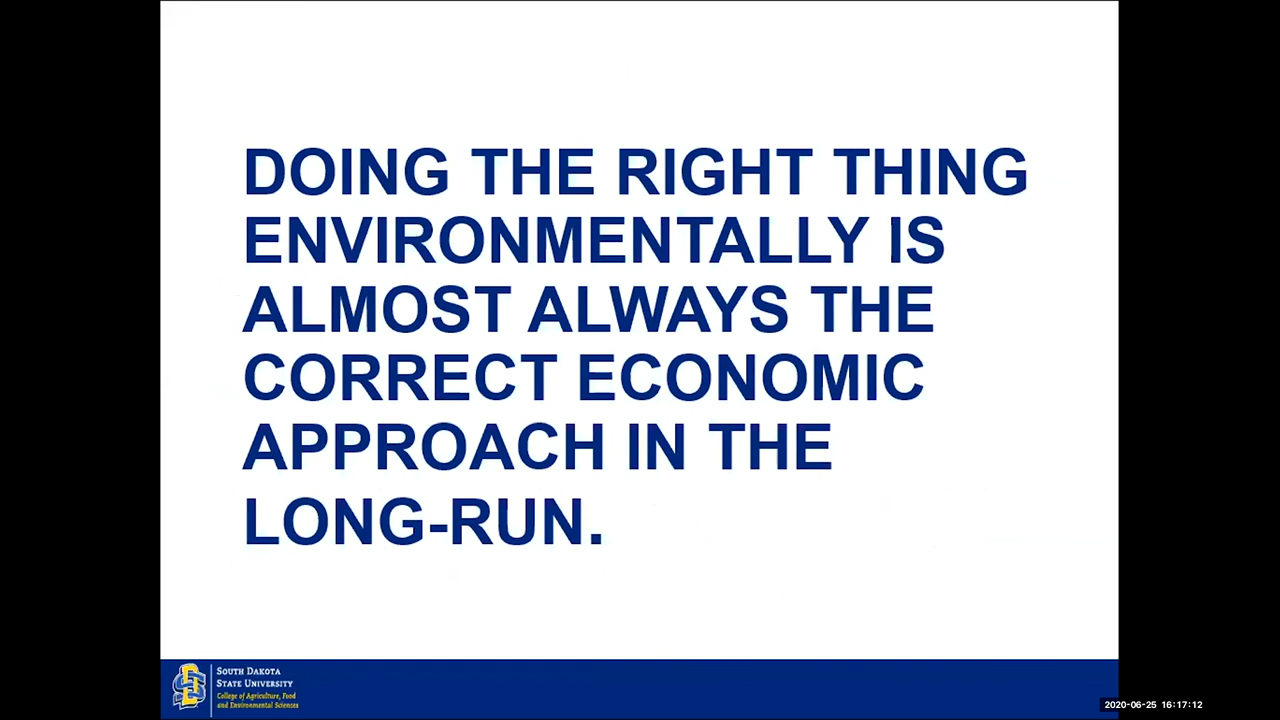 DOING THE RIGHT THING
ENVIRONMENTALLY IS
ALMOST ALWAYS THE
CORRECT ECONOMIC
APPROACH IN THE
LONG-RUN.
SOUTH DAKOTA
STATE UNIVERSITY
College of Agriculture, Food
and Environmental Sciences
2020-06-25 16:17:12